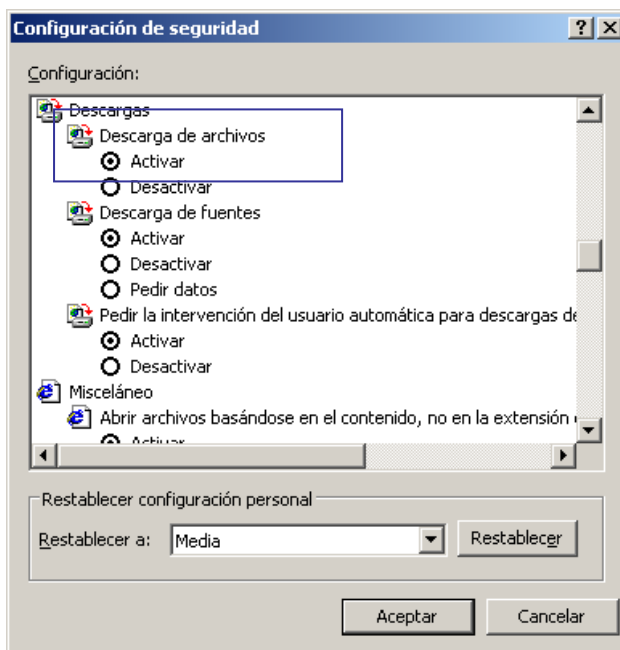 Configuración de seguridad
Configuración:
Descargas
Descarga de archivos
Activar
Desactivar
Descarga de fuentes
Activar
Desactivar
Pedir datos
Pedir la intervención del usuario automática para descargas de
Activar
Desactivar
Misceláneo
Abrir archivos basándose en el contenido, no en la extensión
Activar
Restablecer configuración personal
Restablecer a: Media Restablecer
Aceptar Cancelar